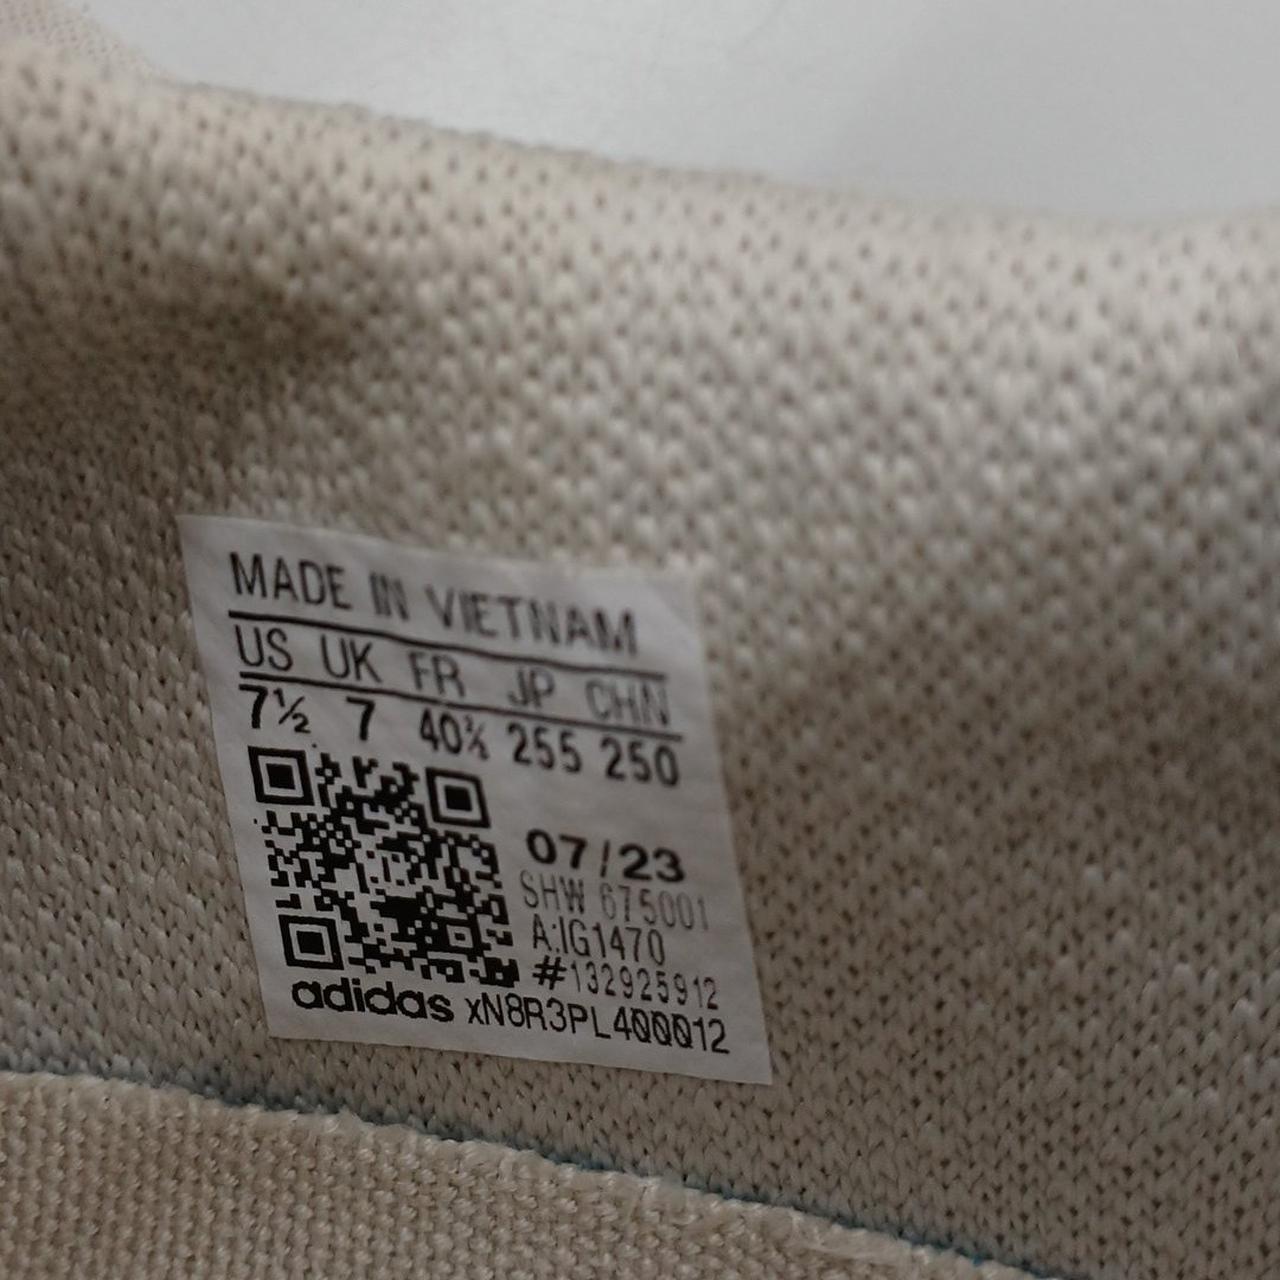 MADE IN VIETNAM
US UK FR JP CHN
7½ 7 40⅔ 255 250
07/23
SHW 675001
A:IG1470
#132925912
adidas xN8R3PL400012